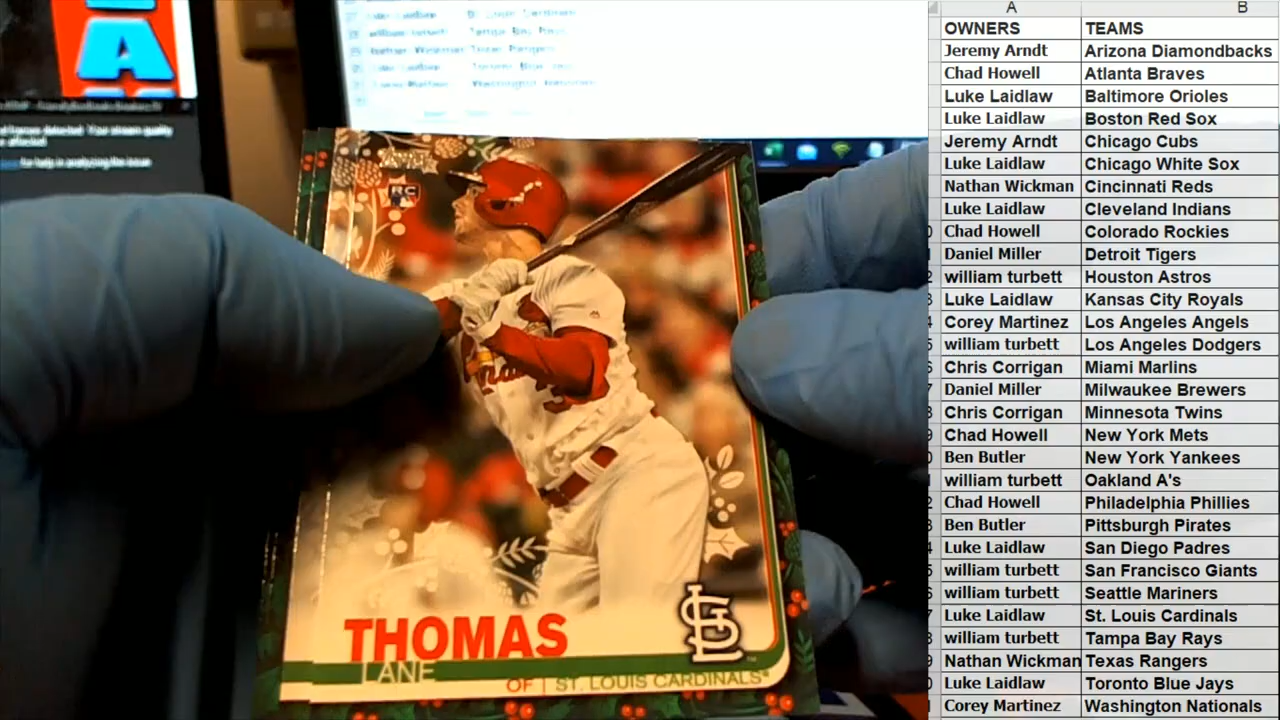 A
RC
THOMAS
LANE
OF | ST. LOUIS CARDINALS
A B
OWNERS TEAMS
Jeremy Arndt Arizona Diamondbacks
Chad Howell Atlanta Braves
Luke Laidlaw Baltimore Orioles
Luke Laidlaw Boston Red Sox
Jeremy Arndt Chicago Cubs
Luke Laidlaw Chicago White Sox
Nathan Wickman Cincinnati Reds
Luke Laidlaw Cleveland Indians
Chad Howell Colorado Rockies
Daniel Miller Detroit Tigers
william turbett Houston Astros
Luke Laidlaw Kansas City Royals
Corey Martinez Los Angeles Angels
william turbett Los Angeles Dodgers
Chris Corrigan Miami Marlins
Daniel Miller Milwaukee Brewers
Chris Corrigan Minnesota Twins
Chad Howell New York Mets
Ben Butler New York Yankees
william turbett Oakland A's
Chad Howell Philadelphia Phillies
Ben Butler Pittsburgh Pirates
Luke Laidlaw San Diego Padres
william turbett San Francisco Giants
william turbett Seattle Mariners
Luke Laidlaw St. Louis Cardinals
william turbett Tampa Bay Rays
Nathan Wickman Texas Rangers
Luke Laidlaw Toronto Blue Jays
Corey Martinez Washington Nationals